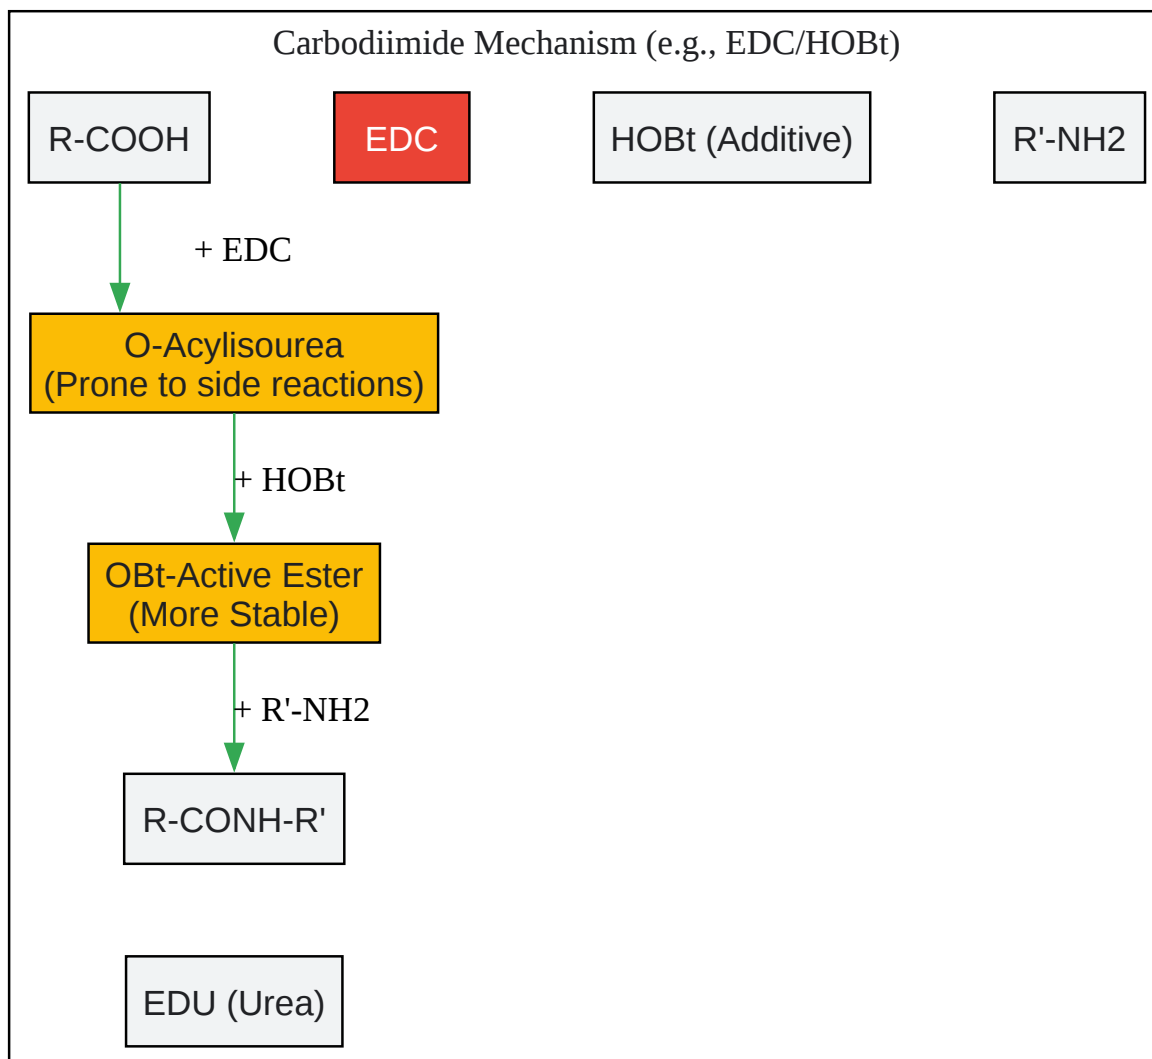 Carbodiimide Mechanism (e.g., EDC/HOBt)
R-COOH
EDC
HOBt (Additive)
R'-NH2
+ EDC
O-Acylisourea
(Prone to side reactions)
+ HOBt
OBt-Active Ester
(More Stable)
+ R'-NH2
R-CONH-R'
EDU (Urea)